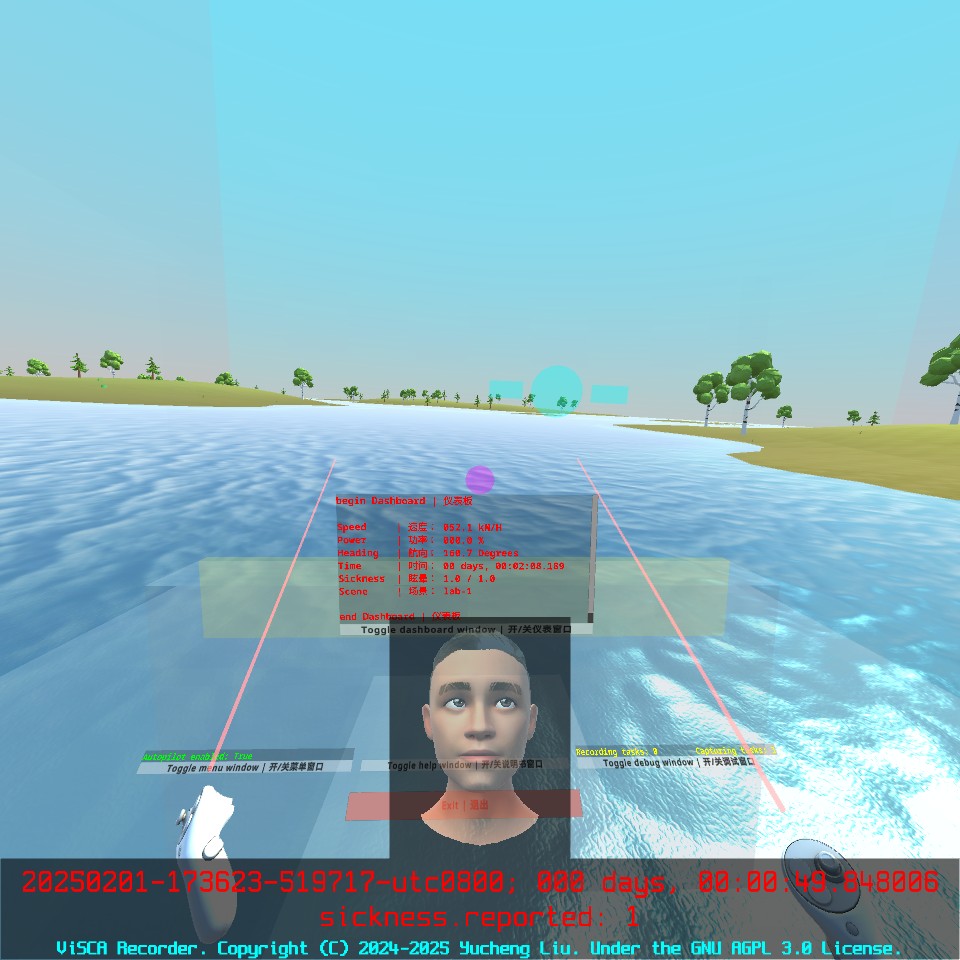 begin Dashboard | 仪表板
Speed | 速度: 052.1 kN/H
Power | 功率: 000.0 %
Heading | 航向: 160.7 Degrees
Time | 时间: 00 days, 00:02:08.189
Sickness | 眩晕: 1.0 / 1.0
Scene | 场景: lab-1
end Dashboard | 仪表板
Toggle dashboard window | 开/关仪表窗口
Autopilot enabled: True
Toggle menu window | 开/关菜单窗口
Toggle help window | 开/关说明书窗口
Recording tasks: 0 Capturing tasks: 1
Toggle debug window | 开/关调试窗口
Exit | 退出
20250201-173623-519717-utc0800; 000 days, 00:00:49.848006
sickness.reported: 1
ViSCA Recorder. Copyright (C) 2024-2025 Yucheng Liu. Under the GNU AGPL 3.0 License.